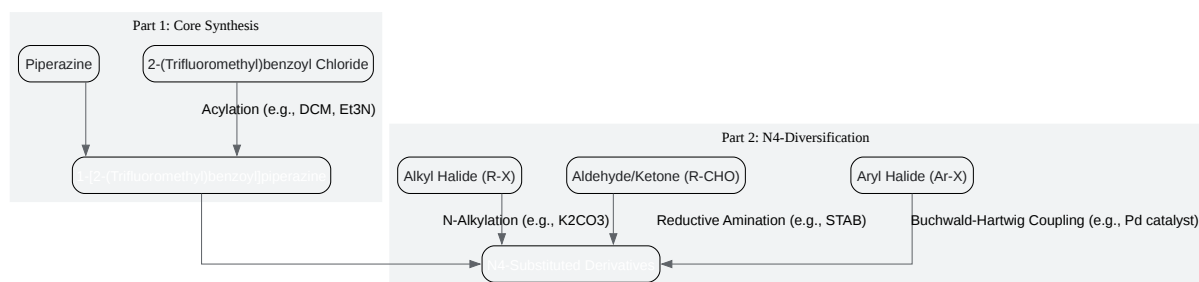 Part 1: Core Synthesis
Piperazine
2-(Trifluoromethyl)benzoyl Chloride
Acylation (e.g., DCM, Et3N)
1-[2-(Trifluoromethyl)benzoyl]piperazine
Part 2: N4-Diversification
Alkyl Halide (R-X)
Aldehyde/Ketone (R-CHO)
Aryl Halide (Ar-X)
N-Alkylation (e.g., K2CO3)
Reductive Amination (e.g., STAB)
Buchwald-Hartwig Coupling (e.g., Pd catalyst)
N4-Substituted Derivatives